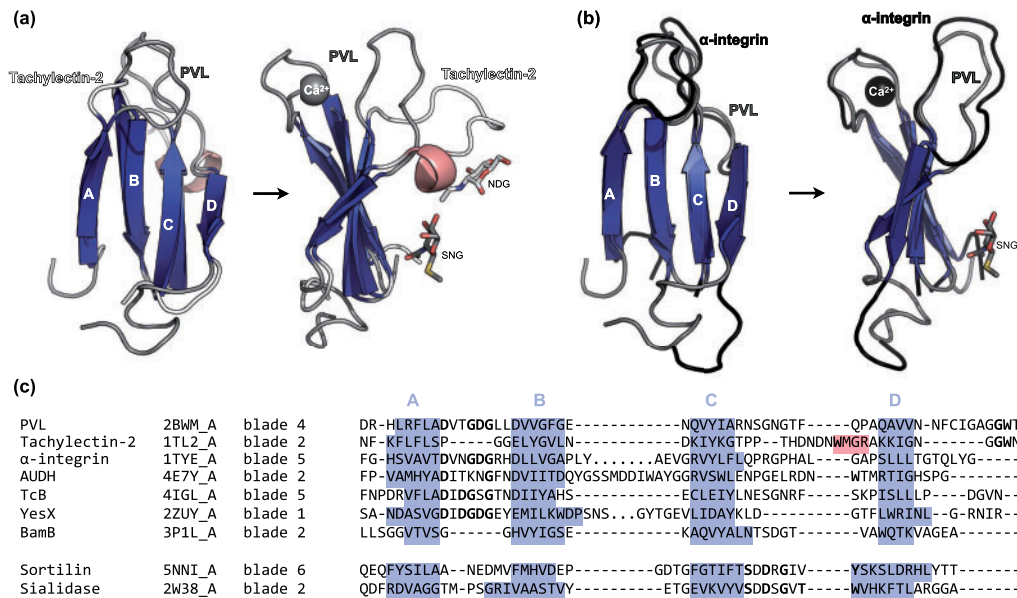 (a)
Tachylectin-2
PVL
A
B
C
D
PVL
Ca²⁺
Tachylectin-2
NDG
SNG
(b)
α-integrin
PVL
A
B
C
D
α-integrin
Ca²⁺
PVL
SNG
(c)
A B C D
PVL 2BWM_A blade 4 DR-HLRFLADVTGDGLLDVVGFGE------------NQVYIARNSGNGTF-----QPAQAVVN-NFCIGAGGWT
Tachylectin-2 1TL2_A blade 2 NF-KFLFLSP-----GGELYGVLN------------DKIYKGTPP--THDNDNWMGRAKKIGN-------GGWN
α-integrin 1TYE_A blade 5 FG-HSVAVTDVNGDGRHDLLVGAPLY.......AEVGRVYLFLQPRGPHAL----GAPSLLLTGTQLYG-----
AUDH 4E7Y_A blade 2 FP-VAMHYADITKNGFNDVIITDQYGSSMDDIWAYGGRVSWLENPGELRDN---WTMRTIGHSPG--------
TcB 4IGL_A blade 5 FNPDRVFLADIDGSGTNDIIYAHS------------CLEIYLNESGNRF------SKPISLLLP---DGVN---
YesX 2ZUY_A blade 1 SA-NDASVGDIDGDGEYEMILKWDPSNS...GYTGEVLIDAYKLD---------GTFLWRINL-G-RNIR----
BamB 3P1L_A blade 2 LLSGGVTVSG------GHVYIGSE------------KAQVYALNTSDGT------VAWQTKVAGEA--------
Sortilin 5NNI_A blade 6 QEQFYSILAA--NEDMVFMHVDEP--------GDTGFGTIFTSDDRGIV------YSKSLDRHLYTT-------
Sialidase 2W38_A blade 2 QDFRDVAGGTM-PSGRIVAASTVY--------ETGEVKVYVSDDSGVT-------WVHKFTLARGGA-------